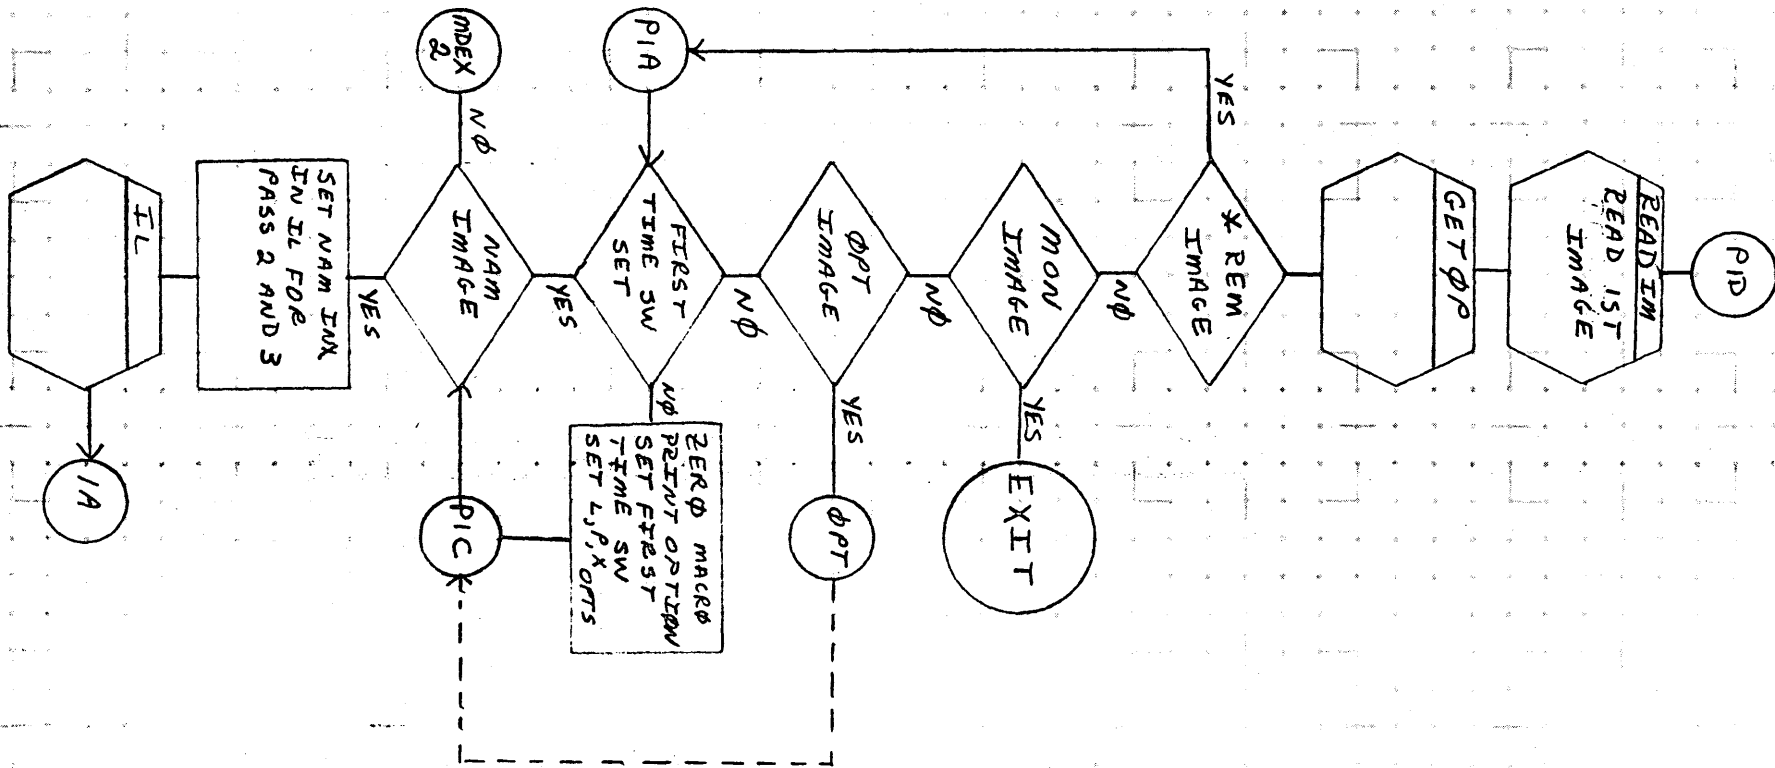 PID
READ IM
READ 1ST
IMAGE
GETØP
* REM
IMAGE
YES
NØ
MON
IMAGE
YES
EXIT
NØ
ØPT
IMAGE
YES
ØPT
NØ
PIA
FIRST
TIME SW
SET
NØ
ZERØ MACRØ
PRINT OPTIØN
SET FIRST
TIME SW
SET L,P,X OPTS
YES
PIC
NAM
IMAGE
NØ
MDEX
2
YES
SET NAM INX
IN IL FOR
PASS 2 AND 3
IL
IA